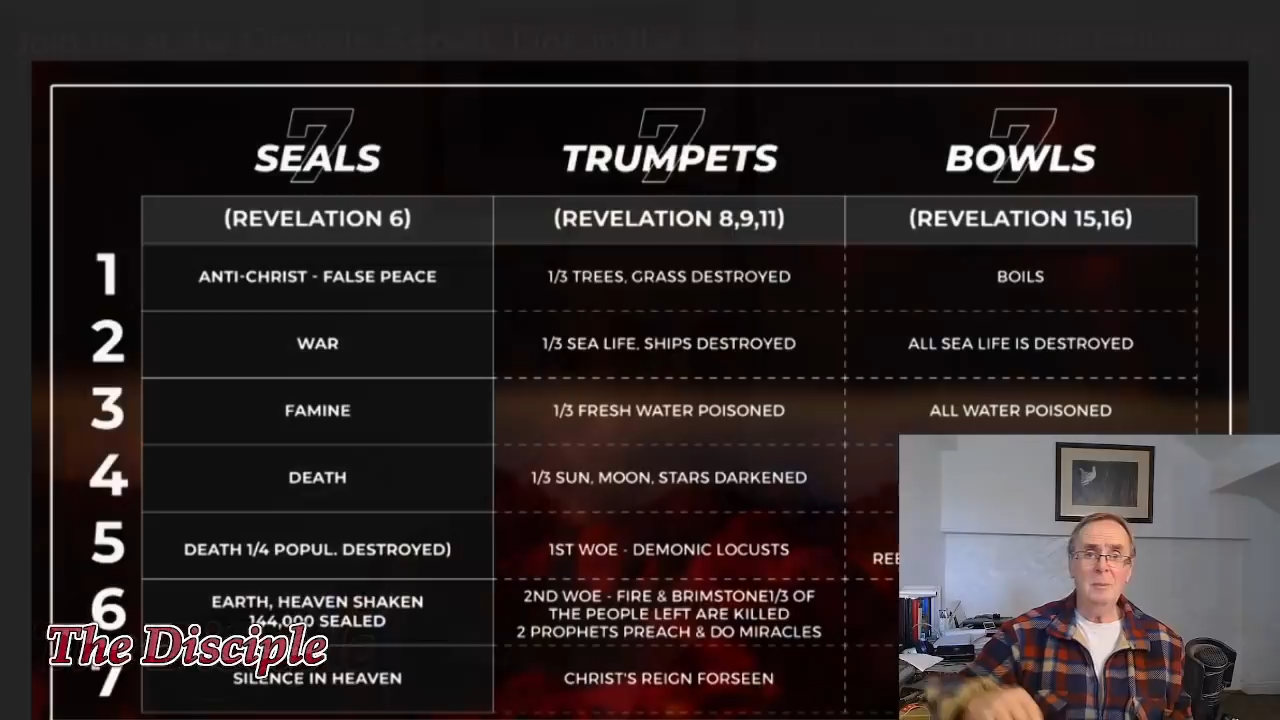 7 7 7
SEALS TRUMPETS BOWLS
(REVELATION 6) (REVELATION 8,9,11) (REVELATION 15,16)
1 ANTI-CHRIST - FALSE PEACE 1/3 TREES, GRASS DESTROYED BOILS
2 WAR 1/3 SEA LIFE, SHIPS DESTROYED ALL SEA LIFE IS DESTROYED
3 FAMINE 1/3 FRESH WATER POISONED ALL WATER POISONED
4 DEATH 1/3 SUN, MOON, STARS DARKENED
5 DEATH 1/4 POPUL. DESTROYED) 1ST WOE - DEMONIC LOCUSTS
6 EARTH, HEAVEN SHAKEN 2ND WOE - FIRE & BRIMSTONE1/3 OF
144,000 SEALED THE PEOPLE LEFT ARE KILLED
2 PROPHETS PREACH & DO MIRACLES
The Disciple
7 SILENCE IN HEAVEN CHRIST'S REIGN FORSEEN